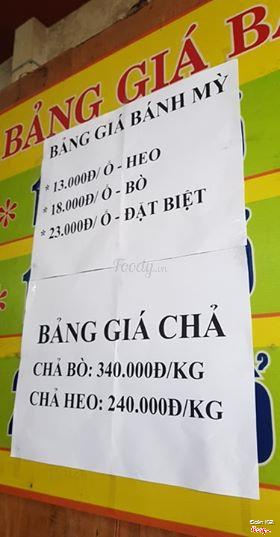 BẢNG GIÁ BÁ
BẢNG GIÁ BÁNH MỲ
* 13.000Đ/ Ổ - HEO
* 18.000Đ/ Ổ - BÒ
* 23.000Đ/ Ổ - ĐẶT BIỆT
Foody.vn
BẢNG GIÁ CHẢ
CHẢ BÒ: 340.000Đ/KG
CHẢ HEO: 240.000Đ/KG